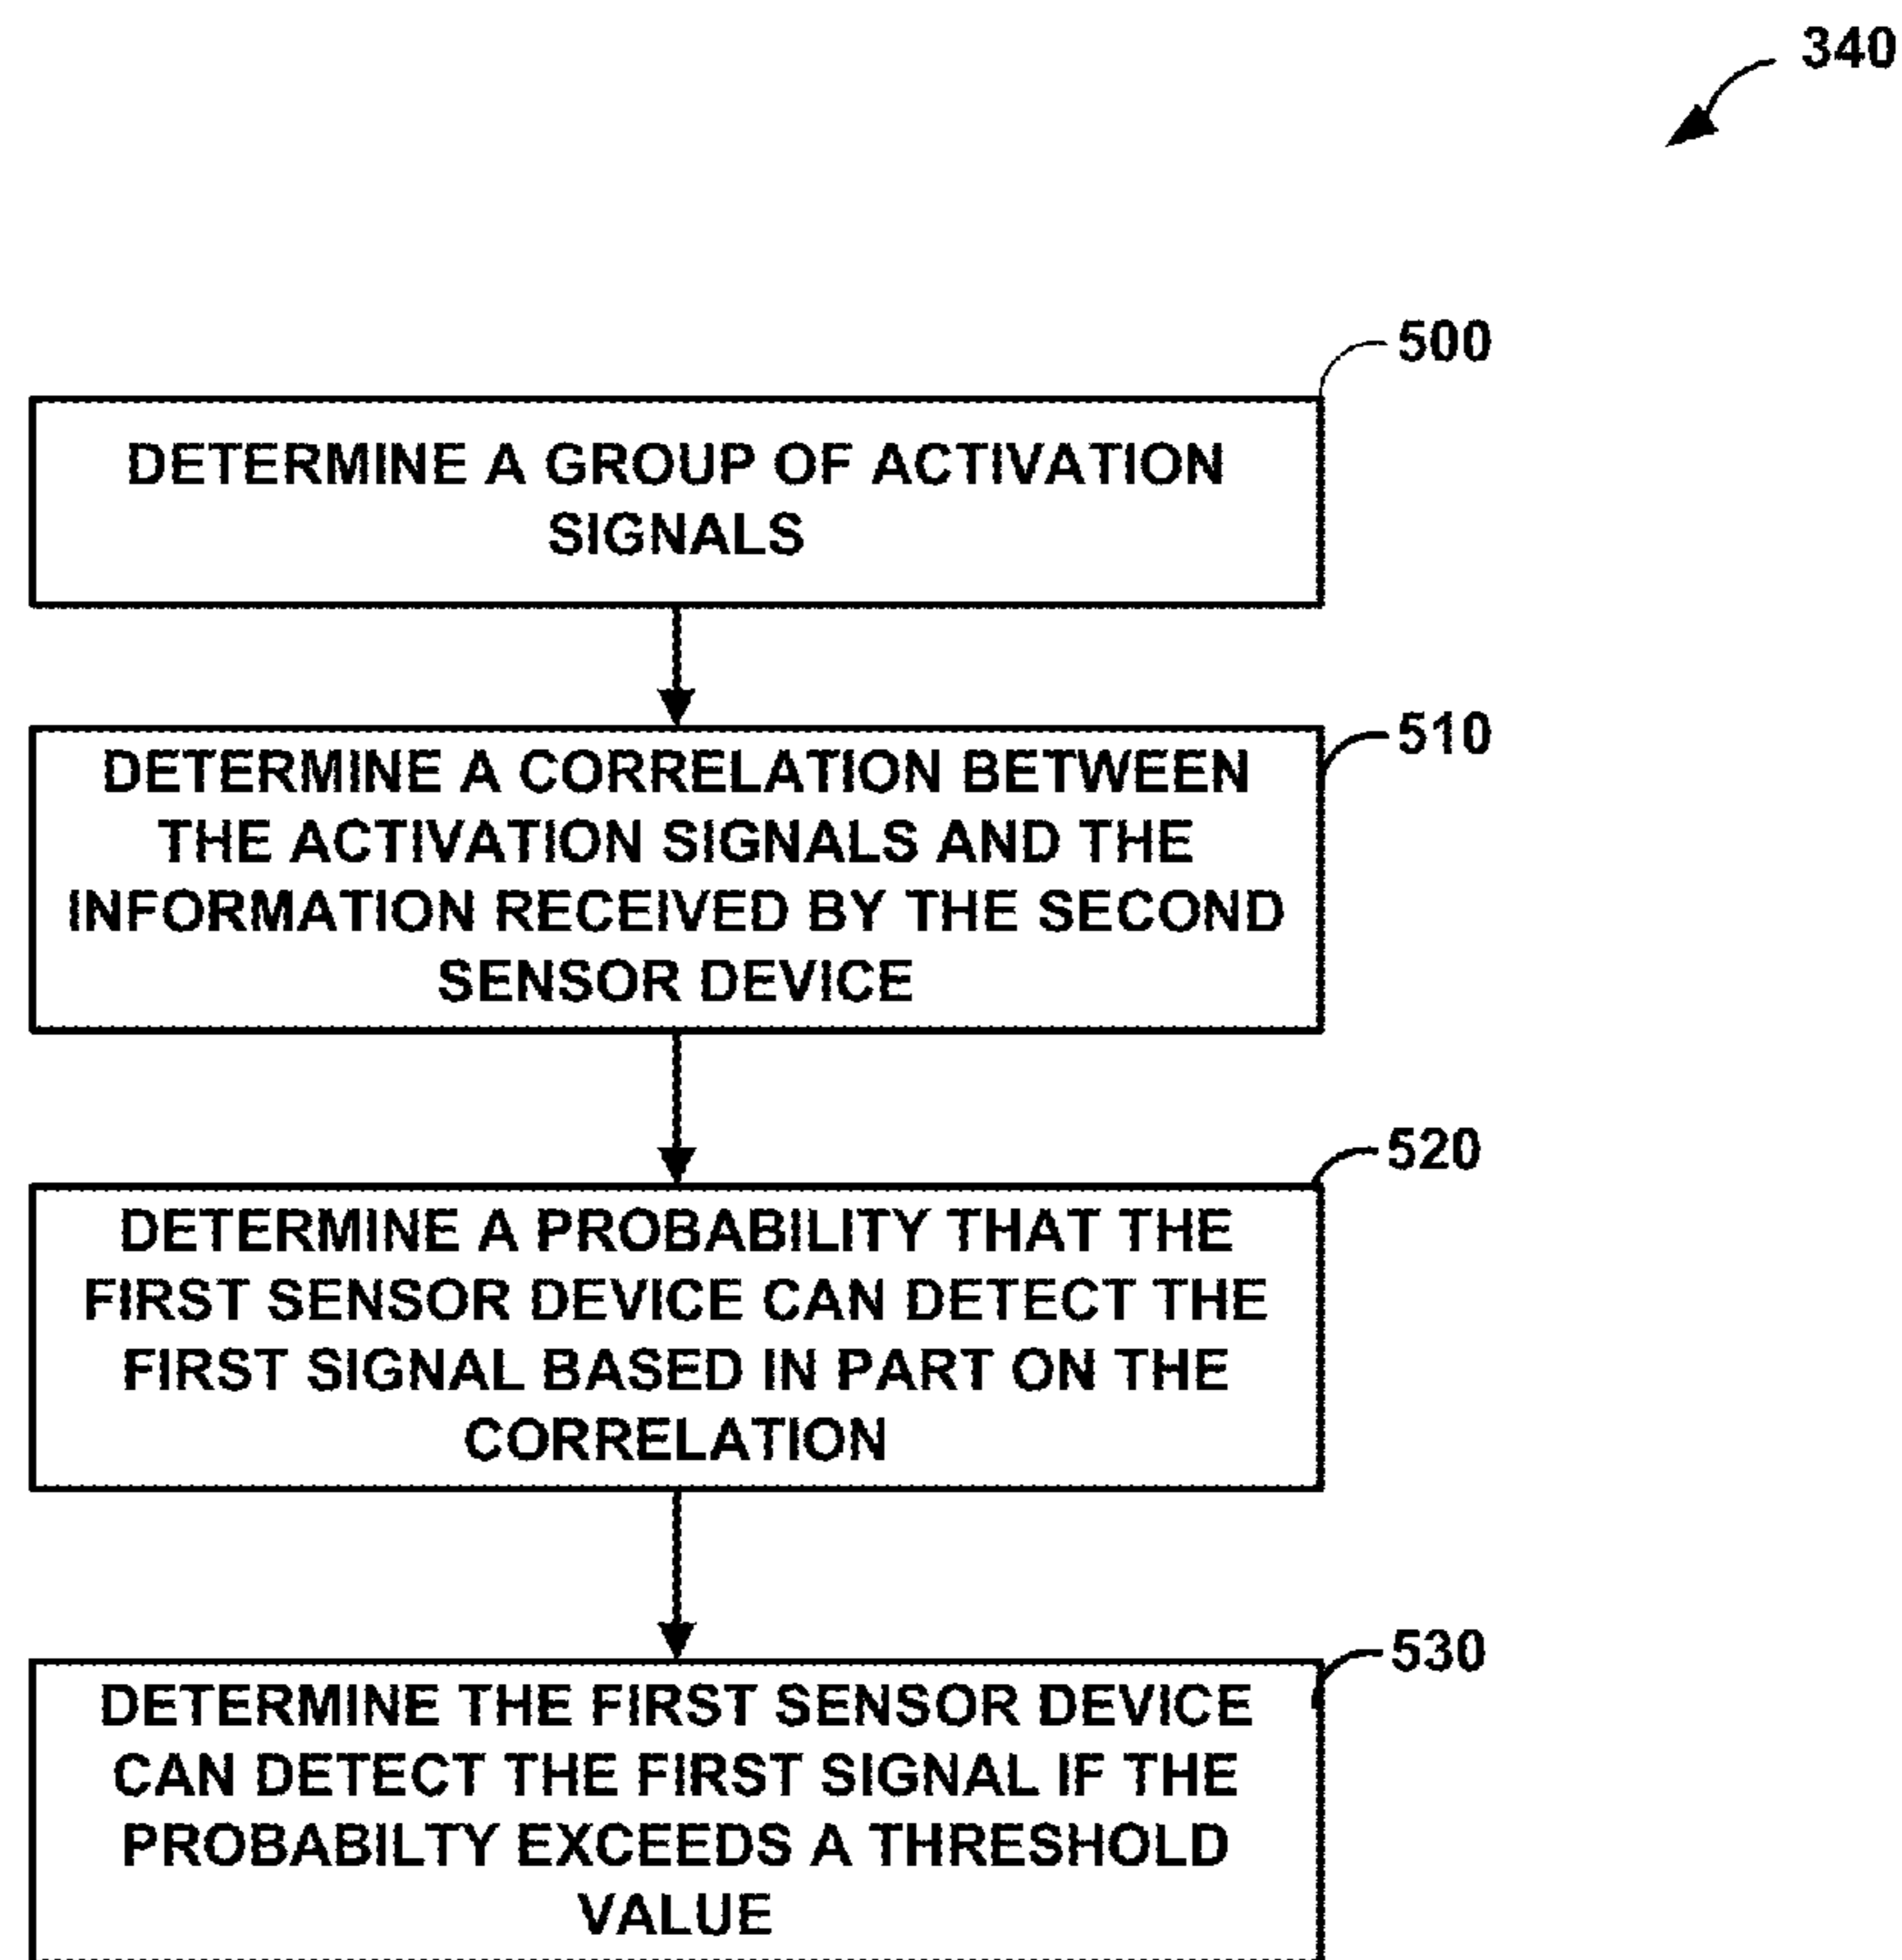 340
500
DETERMINE A GROUP OF ACTIVATION
SIGNALS
510
DETERMINE A CORRELATION BETWEEN
THE ACTIVATION SIGNALS AND THE
INFORMATION RECEIVED BY THE SECOND
SENSOR DEVICE
520
DETERMINE A PROBABILITY THAT THE
FIRST SENSOR DEVICE CAN DETECT THE
FIRST SIGNAL BASED IN PART ON THE
CORRELATION
530
DETERMINE THE FIRST SENSOR DEVICE
CAN DETECT THE FIRST SIGNAL IF THE
PROBABILTY EXCEEDS A THRESHOLD
VALUE